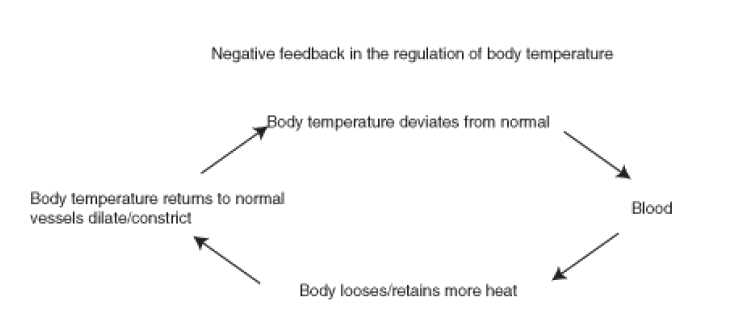 Negative feedback in the regulation of body temperature
Body temperature deviates from normal
Body temperature returns to normal
vessels dilate/constrict
Blood
Body looses/retains more heat